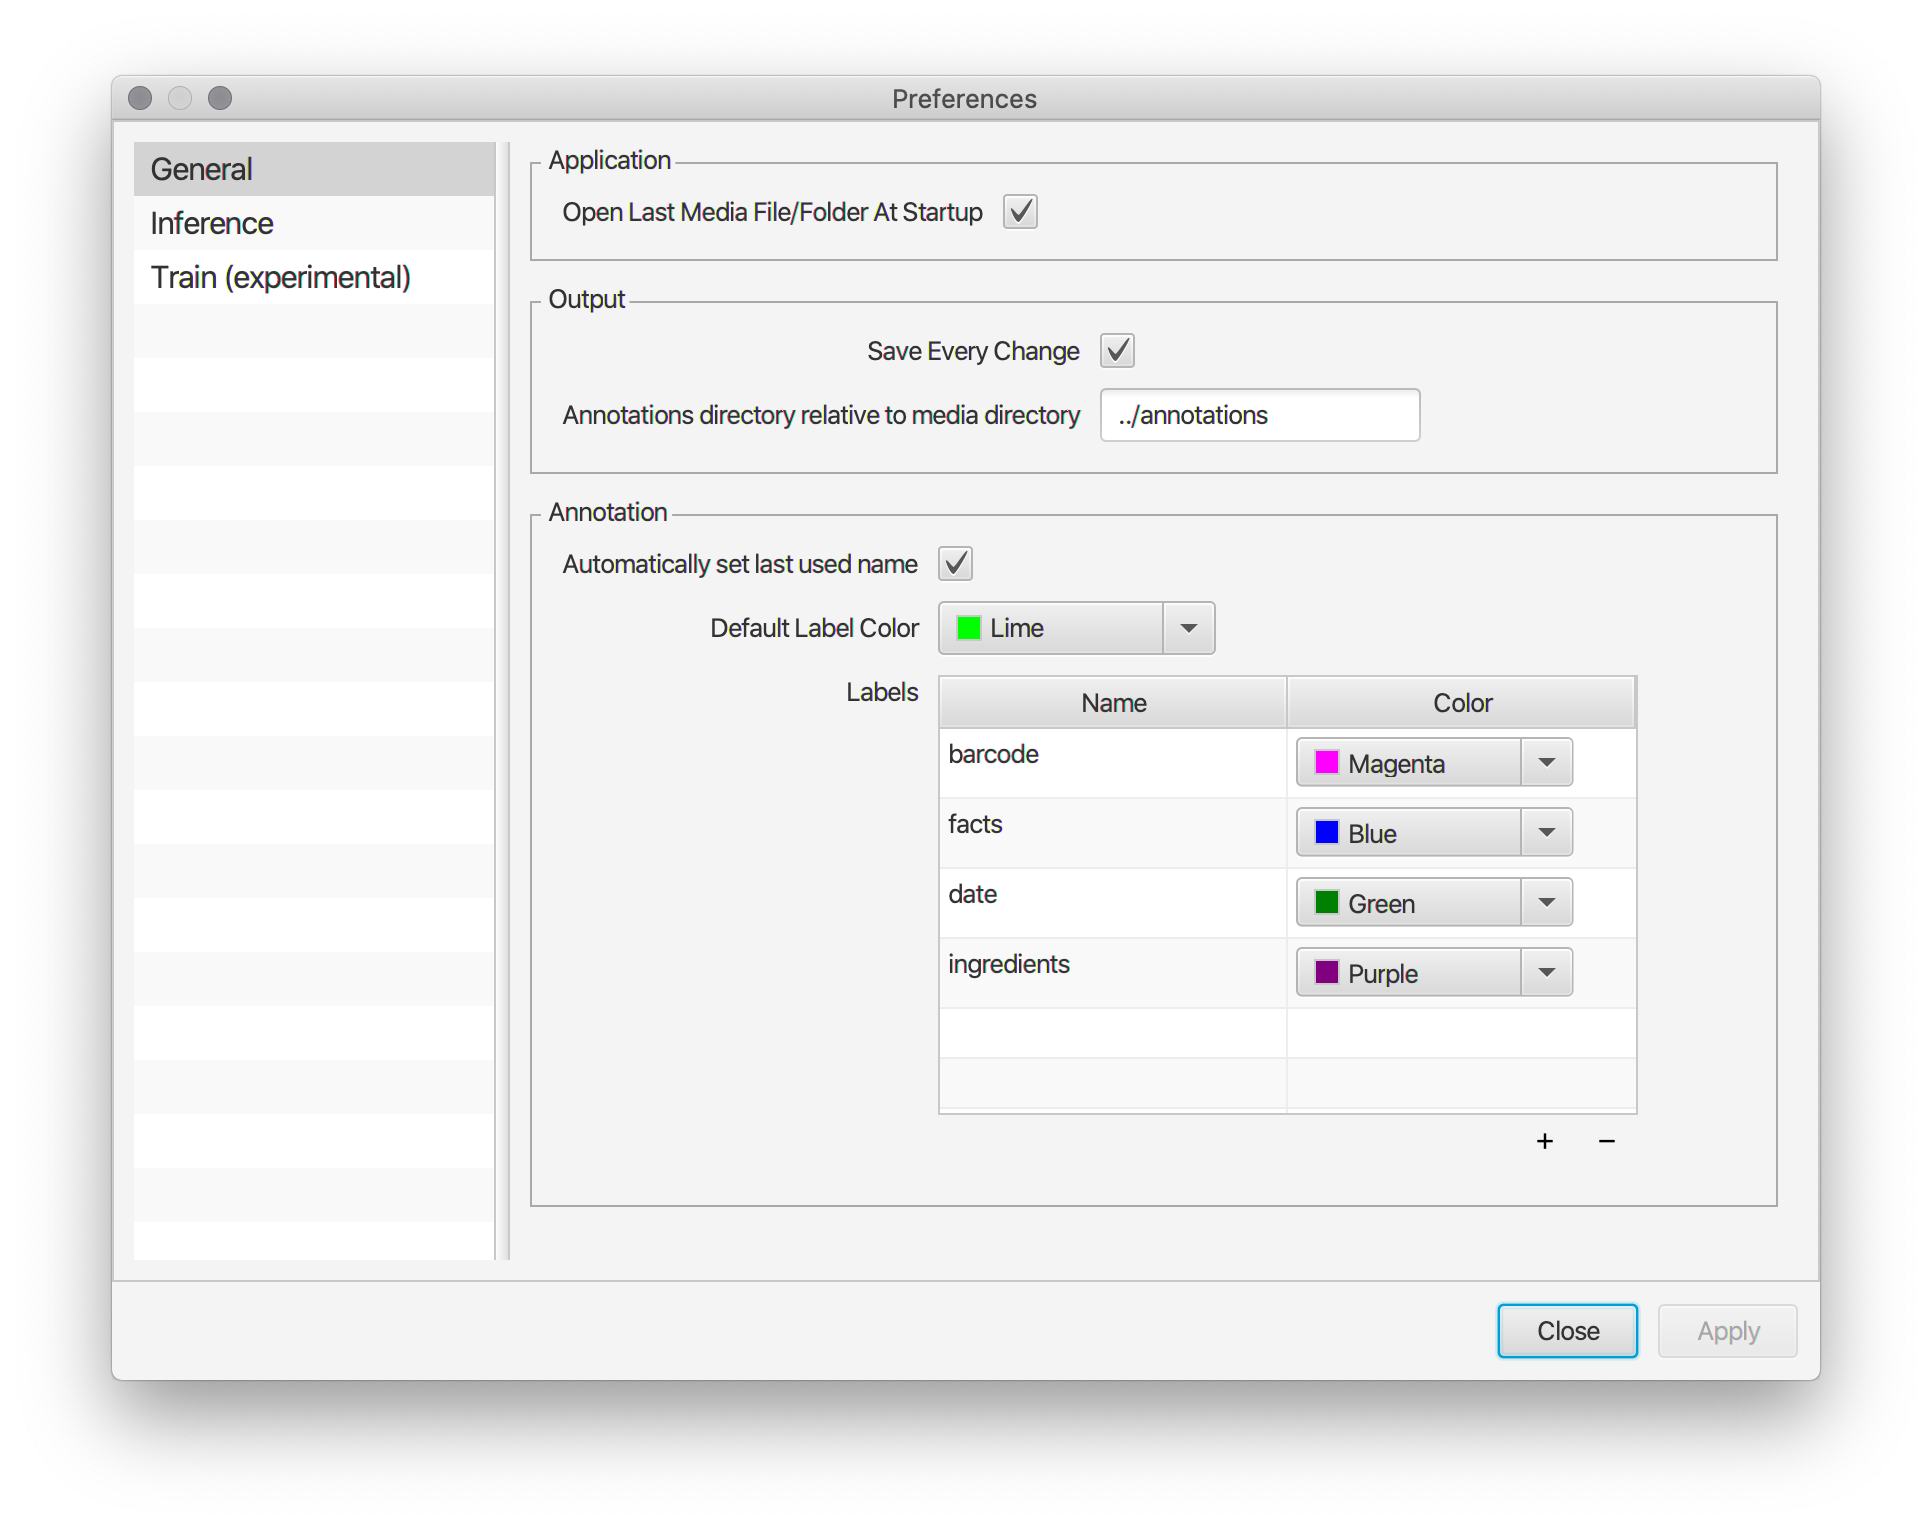 Preferences
General
Inference
Train (experimental)
Application
Open Last Media File/Folder At Startup
Output
Save Every Change
Annotations directory relative to media directory ../annotations
Annotation
Automatically set last used name
Default Label Color Lime
Labels
Name Color
barcode Magenta
facts Blue
date Green
ingredients Purple
+ −
Close Apply